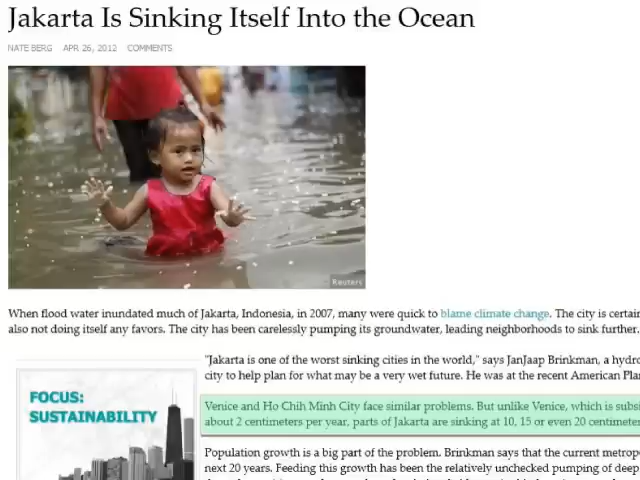 Jakarta Is Sinking Itself Into the Ocean
NATE BERG APR 26, 2012 COMMENTS
Reuters
When flood water inundated much of Jakarta, Indonesia, in 2007, many were quick to blame climate change. The city is certain
also not doing itself any favors. The city has been carelessly pumping its groundwater, leading neighborhoods to sink further.
"Jakarta is one of the worst sinking cities in the world," says JanJaap Brinkman, a hydro
city to help plan for what may be a very wet future. He was at the recent American Plan
FOCUS:
SUSTAINABILITY
Venice and Ho Chih Minh City face similar problems. But unlike Venice, which is subsi
about 2 centimeters per year, parts of Jakarta are sinking at 10, 15 or even 20 centimeter
Population growth is a big part of the problem. Brinkman says that the current metropo
next 20 years. Feeding this growth has been the relatively unchecked pumping of deep